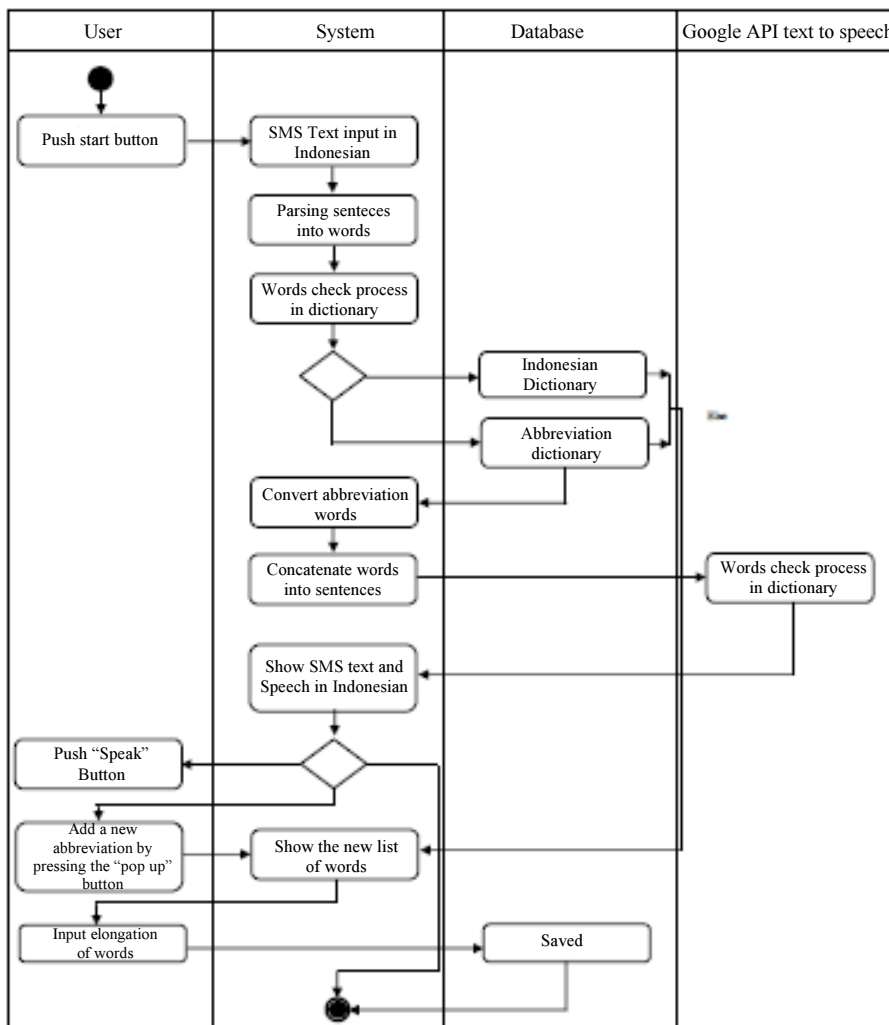 User
System
Database
Google API text to speech
Push start button
SMS Text input in
Indonesian
Parsing senteces
into words
Words check process
in dictionary
Indonesian
Dictionary
Abbreviation
dictionary
Convert abbreviation
words
Concatenate words
into sentences
Words check process
in dictionary
Show SMS text and
Speech in Indonesian
Push “Speak”
Button
Add a new
abbreviation by
pressing the “pop up”
button
Show the new list
of words
Input elongation
of words
Saved